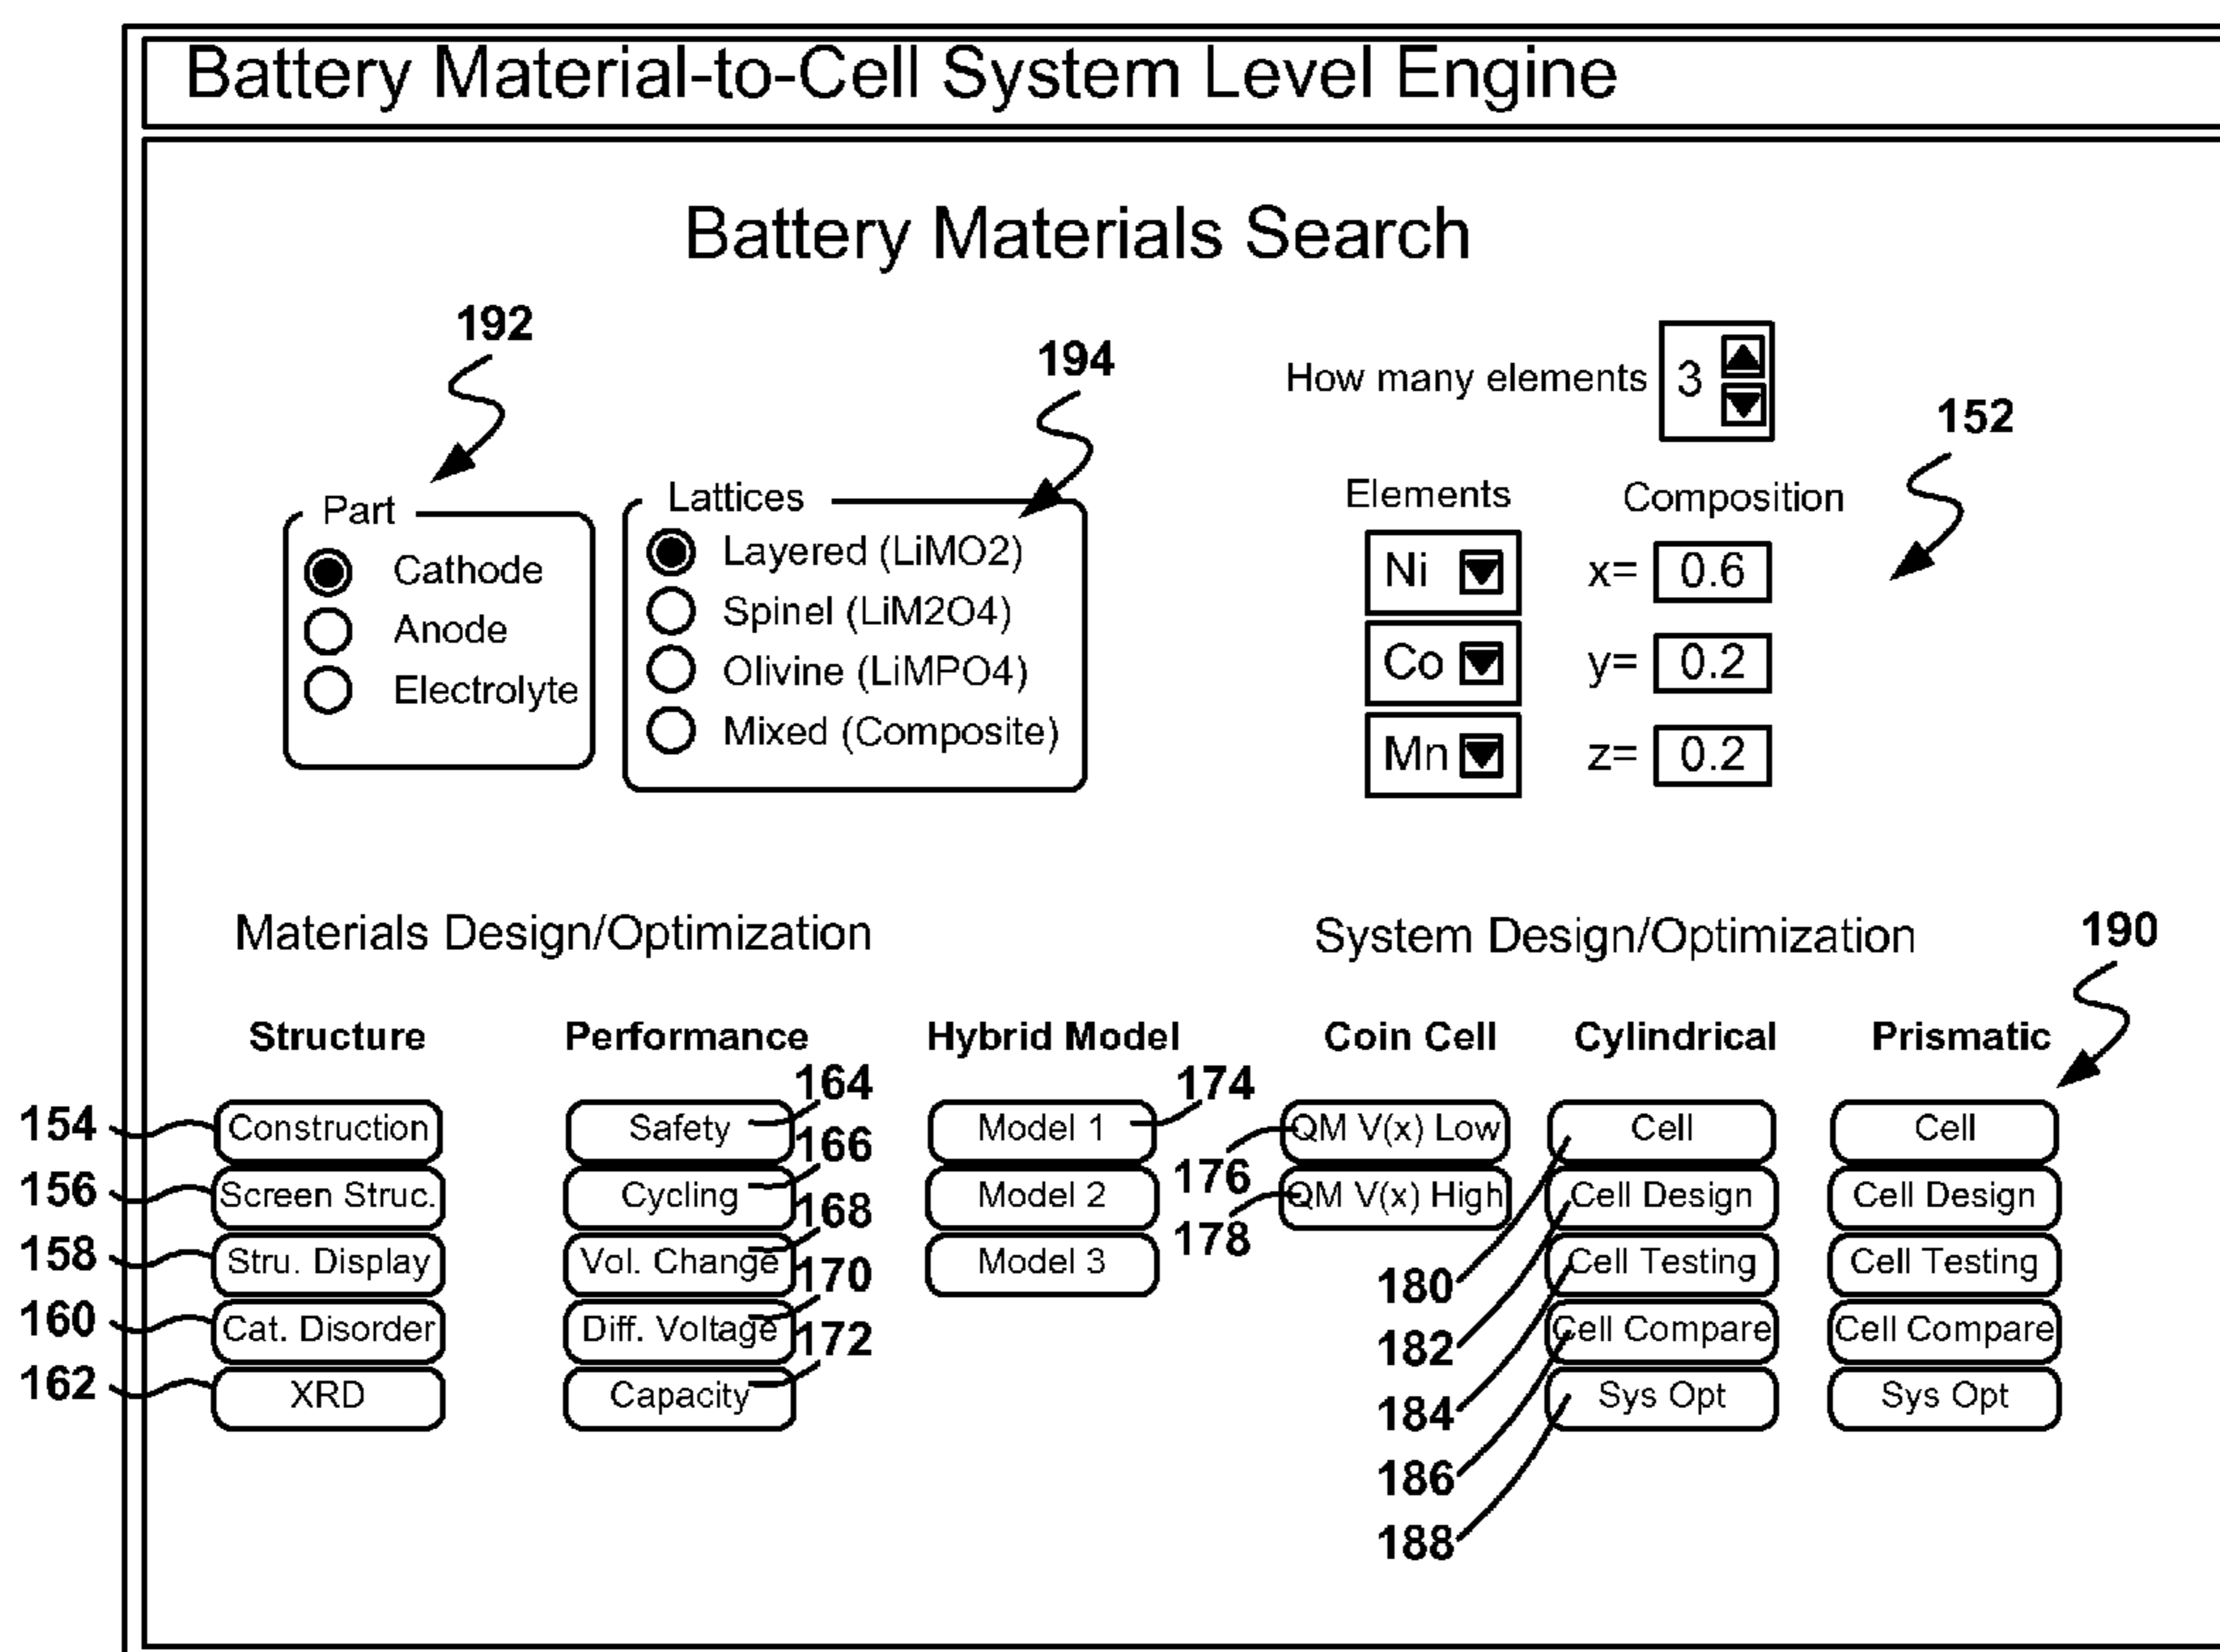 Battery Material-to-Cell System Level Engine
Battery Materials Search
192
194
How many elements 3
152
Part
Cathode
Anode
Electrolyte
Lattices
Layered (LiMO2)
Spinel (LiM2O4)
Olivine (LiMPO4)
Mixed (Composite)
Elements Composition
Ni x= 0.6
Co y= 0.2
Mn z= 0.2
Materials Design/Optimization
System Design/Optimization
190
Structure
154 Construction
156 Screen Struc.
158 Stru. Display
160 Cat. Disorder
162 XRD
Performance
Safety 164
Cycling 166
Vol. Change 168
Diff. Voltage 170
Capacity 172
Hybrid Model
Model 1 174
Model 2
Model 3
Coin Cell
QM V(x) Low
176
QM V(x) High
178
Cylindrical
Cell
Cell Design
Cell Testing
Cell Compare
Sys Opt
180
182
184
186
188
Prismatic
Cell
Cell Design
Cell Testing
Cell Compare
Sys Opt